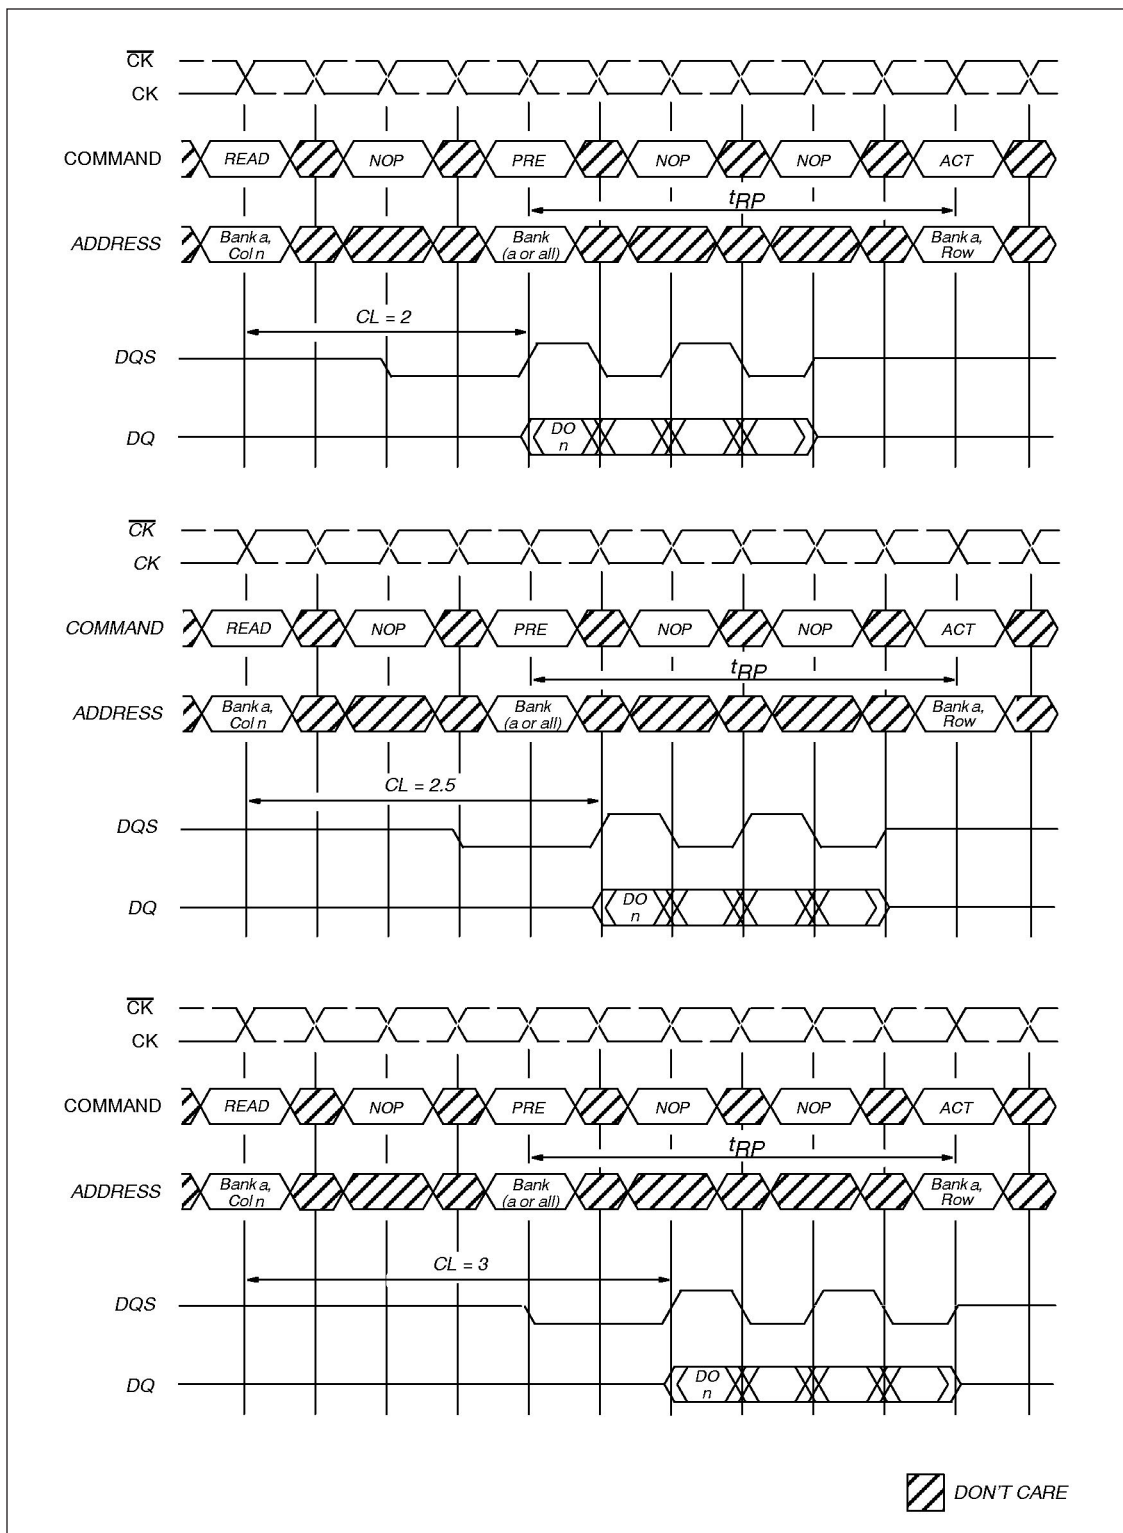 CK
CK
COMMAND READ NOP PRE NOP NOP ACT
tRP
ADDRESS Bank a, Col n Bank (a or all) Bank a, Row
CL = 2
DQS
DQ DO n
CK
CK
COMMAND READ NOP PRE NOP NOP ACT
tRP
ADDRESS Bank a, Col n Bank (a or all) Bank a, Row
CL = 2.5
DQS
DQ DO n
CK
CK
COMMAND READ NOP PRE NOP NOP ACT
tRP
ADDRESS Bank a, Col n Bank (a or all) Bank a, Row
CL = 3
DQS
DQ DO n
DON'T CARE